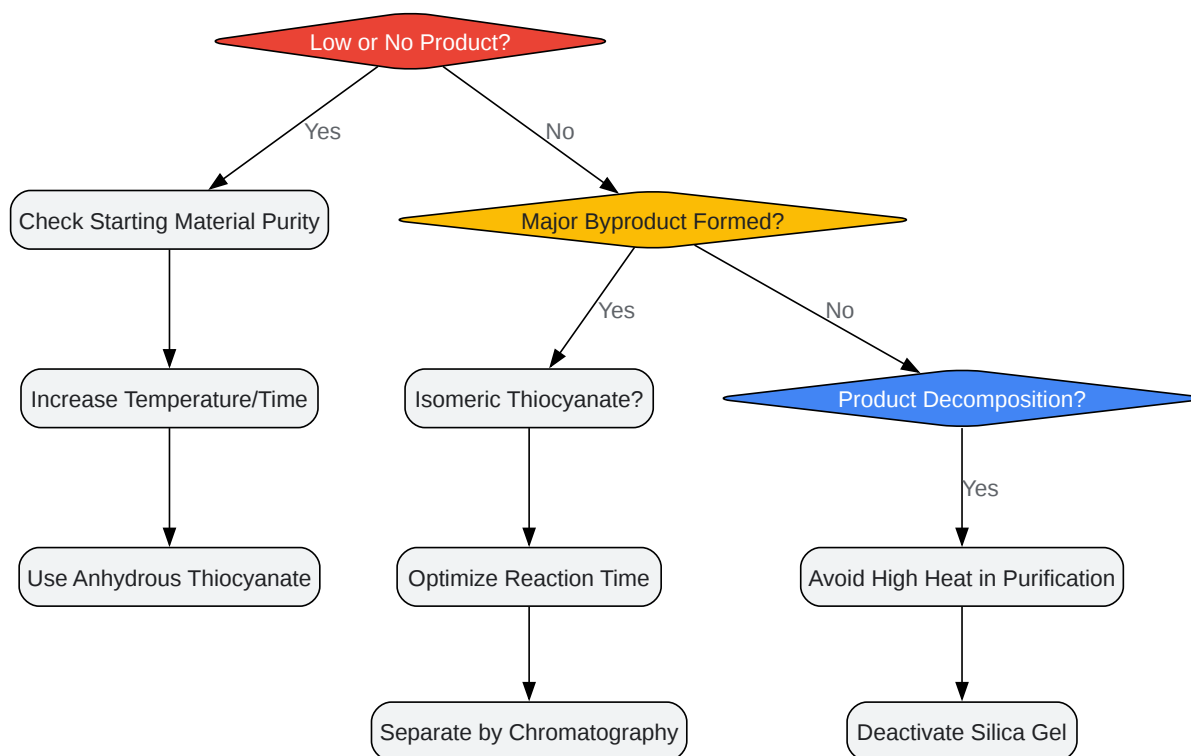 Low or No Product?
Yes
No
Check Starting Material Purity
Major Byproduct Formed?
Yes
No
Increase Temperature/Time
Isomeric Thiocyanate?
Product Decomposition?
Yes
Use Anhydrous Thiocyanate
Optimize Reaction Time
Avoid High Heat in Purification
Separate by Chromatography
Deactivate Silica Gel